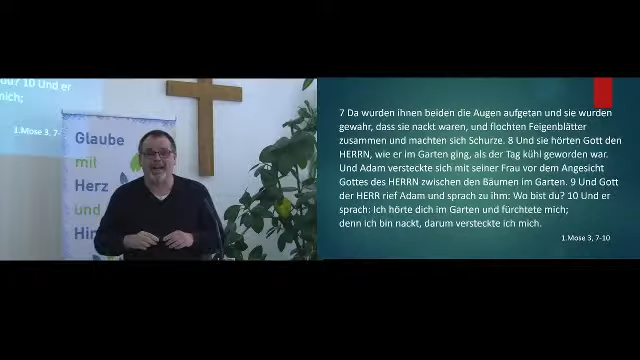 du? 10 Und er
mich;
1.Mose 3, 7-
Glaube
mit
Herz
und
Hi
7 Da wurden ihnen beiden die Augen aufgetan und sie wurden
gewahr, dass sie nackt waren, und flochten Feigenblätter
zusammen und machten sich Schurze. 8 Und sie hörten Gott den
HERRN, wie er im Garten ging, als der Tag kühl geworden war.
Und Adam versteckte sich mit seiner Frau vor dem Angesicht
Gottes des HERRN zwischen den Bäumen im Garten. 9 Und Gott
der HERR rief Adam und sprach zu ihm: Wo bist du? 10 Und er
sprach: Ich hörte dich im Garten und fürchtete mich;
denn ich bin nackt, darum versteckte ich mich.
1.Mose 3, 7-10